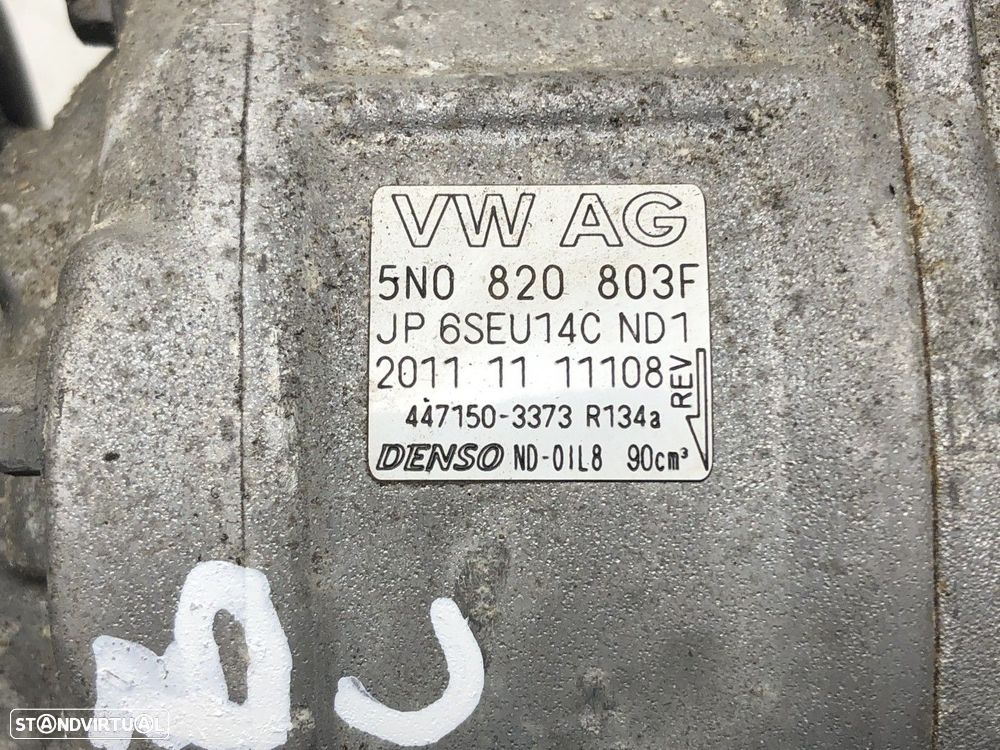 VW AG
5N0 820 803F
JP 6SEU14C ND1
2011 11 11108
REV
447150-3373 R134a
DENSO ND-OIL8 90cm³
STANDVIRTUAL